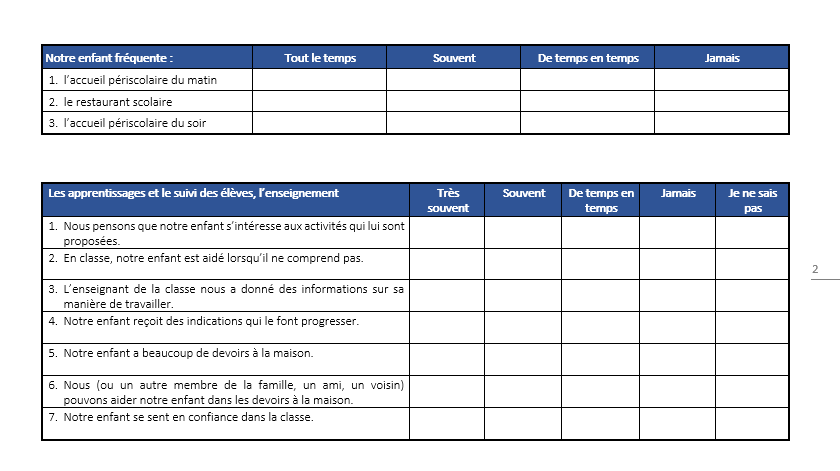 Notre enfant fréquente : Tout le temps Souvent De temps en temps Jamais
1. l’accueil périscolaire du matin
2. le restaurant scolaire
3. l’accueil périscolaire du soir
Les apprentissages et le suivi des élèves, l’enseignement Très souvent Souvent De temps en temps Jamais Je ne sais pas
1. Nous pensons que notre enfant s’intéresse aux activités qui lui sont
proposées.
2. En classe, notre enfant est aidé lorsqu’il ne comprend pas.
2
3. L’enseignant de la classe nous a donné des informations sur sa
manière de travailler.
4. Notre enfant reçoit des indications qui le font progresser.
5. Notre enfant a beaucoup de devoirs à la maison.
6. Nous (ou un autre membre de la famille, un ami, un voisin)
pouvons aider notre enfant dans les devoirs à la maison.
7. Notre enfant se sent en confiance dans la classe.